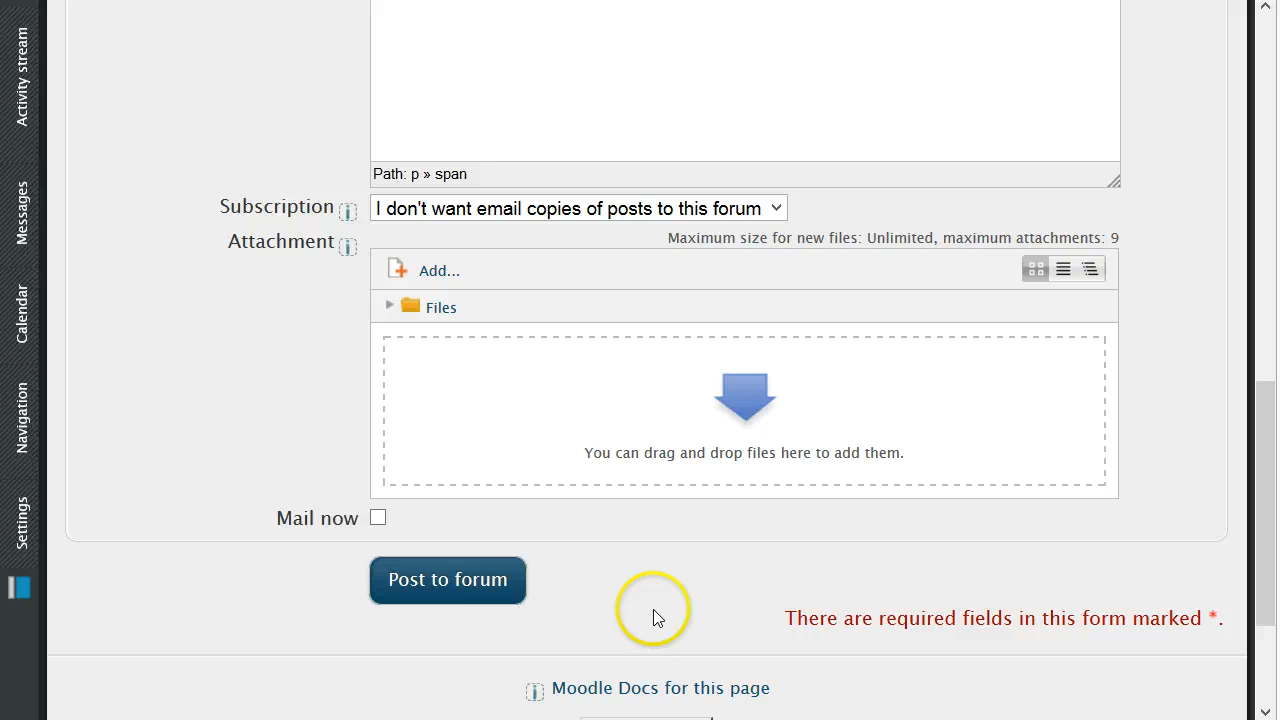 Activity stream
Messages
Calendar
Navigation
Settings
Path: p » span
Subscription
I don't want email copies of posts to this forum
Attachment
Maximum size for new files: Unlimited, maximum attachments: 9
Add...
Files
You can drag and drop files here to add them.
Mail now
Post to forum
There are required fields in this form marked *.
Moodle Docs for this page